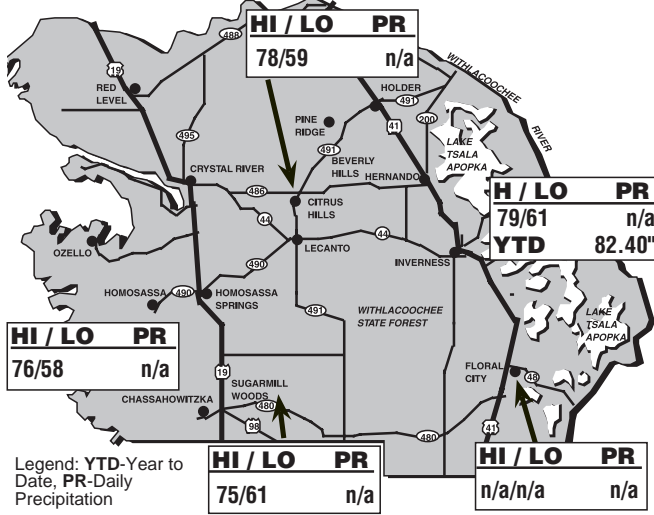 HI / LO PR
78/59 n/a
488
19
RED
LEVEL
HOLDER
491
WITHLACOOCHEE
RIVER
PINE
RIDGE
41
200
495
LAKE
TSALA
APOPKA
491
BEVERLY
HILLS
CRYSTAL RIVER
HERNANDO
486
CITRUS
HILLS
H / LO PR
79/61 n/a
YTD 82.40"
44
44
OZELLO
LECANTO
INVERNESS
490
HOMOSASSA
490
HOMOSASSA
SPRINGS
491
WITHLACOOCHEE
STATE FOREST
LAKE
TSALA
APOPKA
HI / LO PR
76/58 n/a
19
SUGARMILL
WOODS
FLORAL
CITY
48
CHASSAHOWITZKA
480
98
480
41
Legend: YTD-Year to
Date, PR-Daily
Precipitation
HI / LO PR
75/61 n/a
HI / LO PR
n/a/n/a n/a